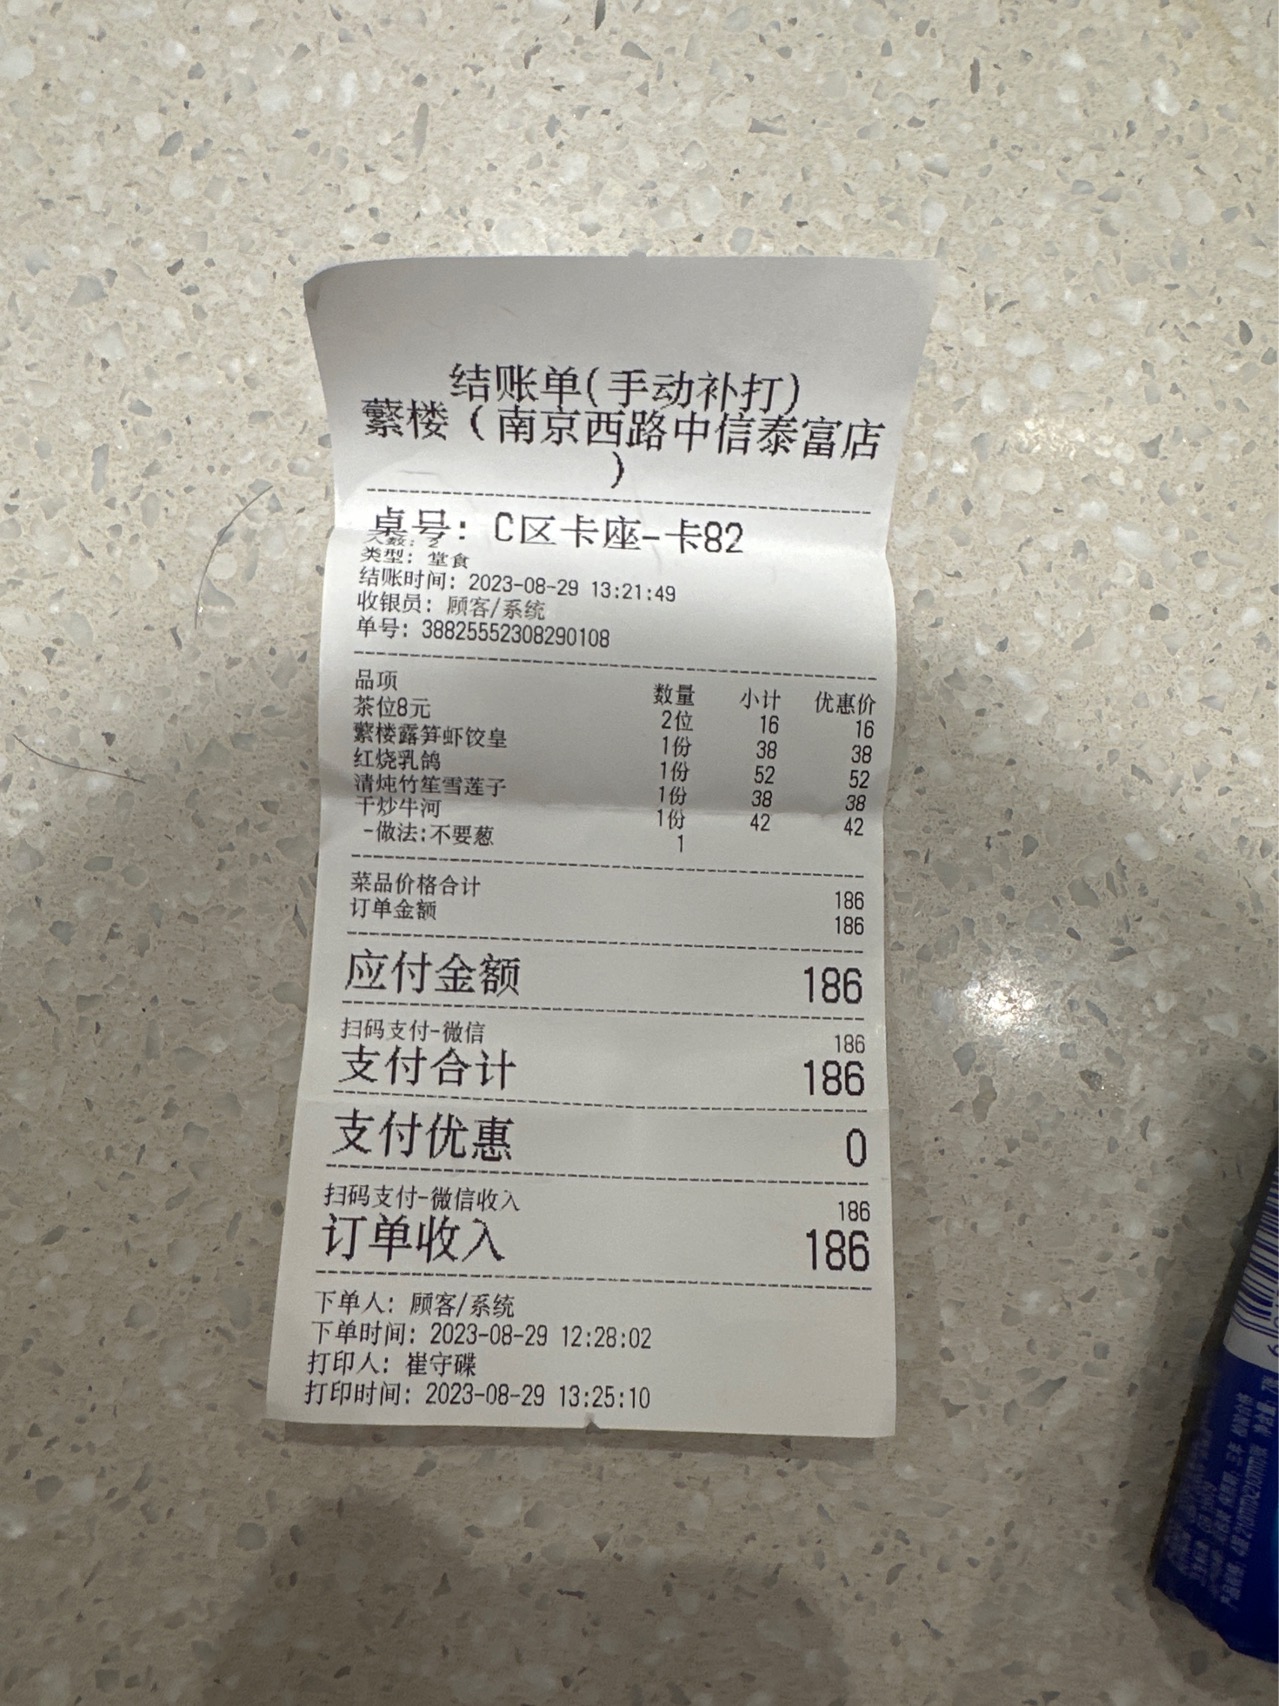 结账单(手动补打)
蘩楼（南京西路中信泰富店
）
桌号: C区卡座-卡82
人数: 2
类型: 堂食
结账时间: 2023-08-29 13:21:49
收银员: 顾客/系统
单号: 38825552308290108
品项 数量 小计 优惠价
茶位8元 2位 16 16
蘩楼露笋虾饺皇 1份 38 38
红烧乳鸽 1份 52 52
清炖竹笙雪莲子 1份 38 38
干炒牛河 1份 42 42
-做法:不要葱 1
菜品价格合计 186
订单金额 186
应付金额 186
扫码支付-微信 186
支付合计 186
支付优惠 0
扫码支付-微信收入 186
订单收入 186
下单人: 顾客/系统
下单时间: 2023-08-29 12:28:02
打印人: 崔守碟
打印时间: 2023-08-29 13:25:10